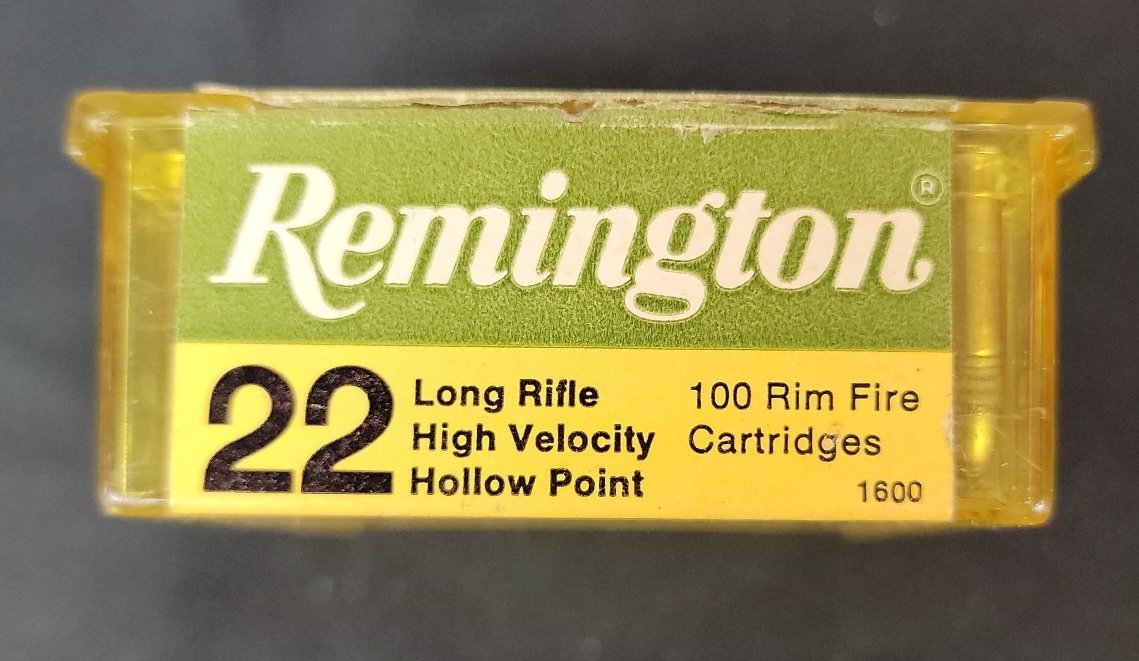 Remington®
22 Long Rifle
High Velocity
Hollow Point
100 Rim Fire
Cartridges
1600